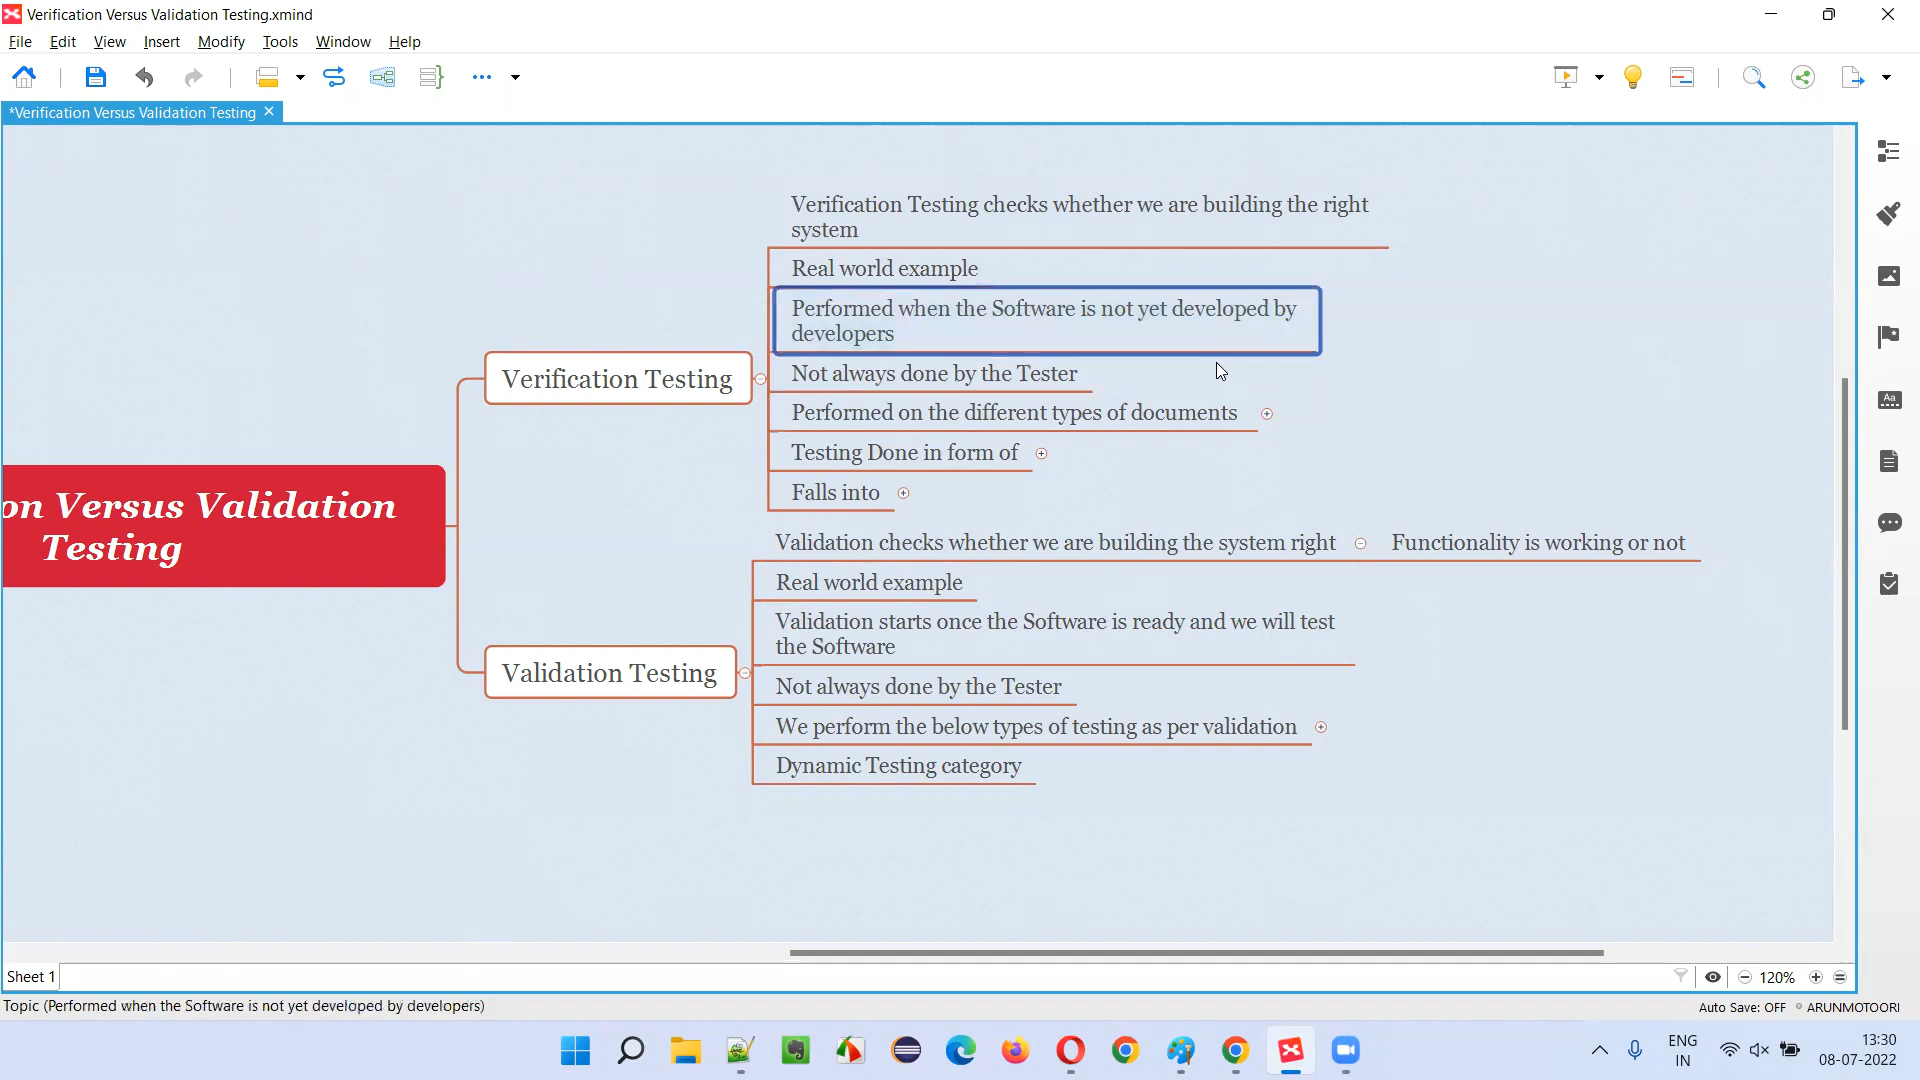 Verification Versus Validation Testing.xmind
File Edit View Insert Modify Tools Window Help
*Verification Versus Validation Testing
Verification Testing checks whether we are building the right
system
Real world example
Performed when the Software is not yet developed by
developers
Verification Testing
Not always done by the Tester
Performed on the different types of documents
Testing Done in form of
Falls into
on Versus Validation
Testing
Validation checks whether we are building the system right
Functionality is working or not
Real world example
Validation starts once the Software is ready and we will test
the Software
Validation Testing
Not always done by the Tester
We perform the below types of testing as per validation
Dynamic Testing category
Aa
Sheet 1
120%
Topic (Performed when the Software is not yet developed by developers)
Auto Save: OFF
ARUNMOTOORI
ENG
IN
13:30
08-07-2022